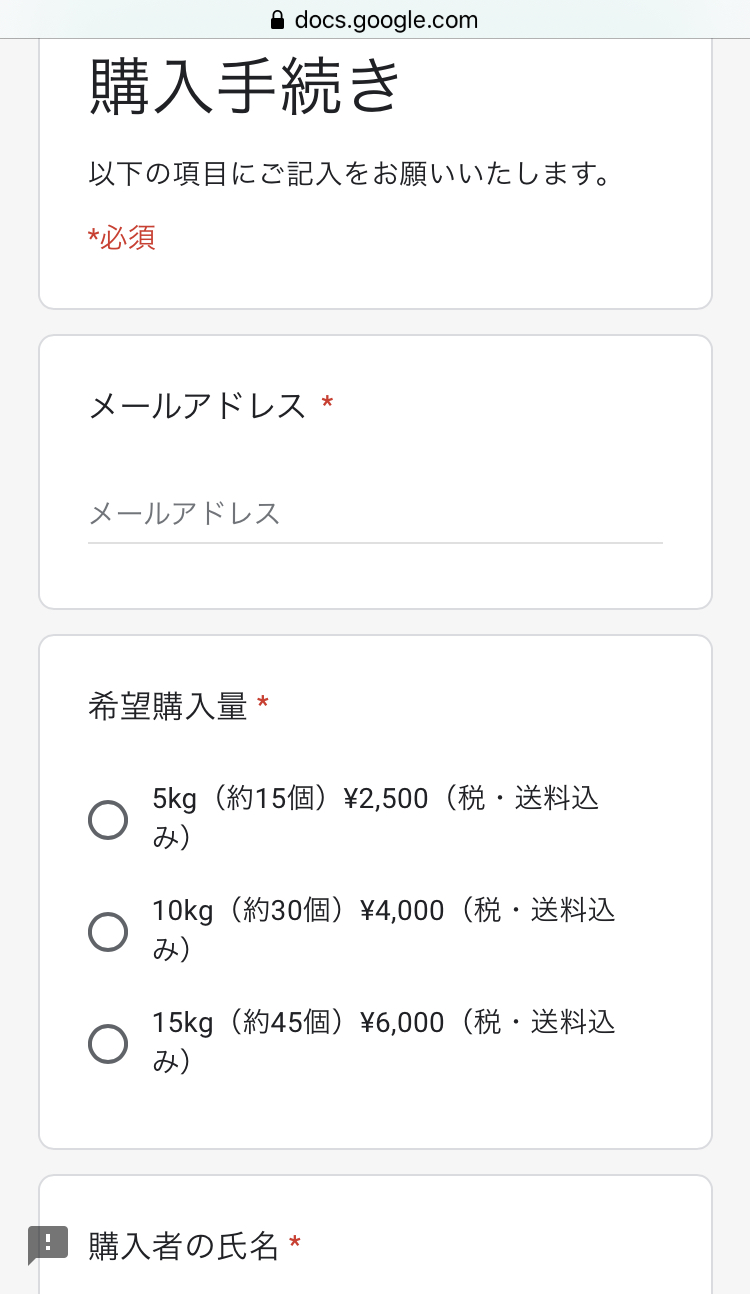 docs.google.com
購入手続き
以下の項目にご記入をお願いいたします。
*必須
メールアドレス *
メールアドレス
希望購入量 *
5kg（約15個）¥2,500（税・送料込
み）
10kg（約30個）¥4,000（税・送料込
み）
15kg（約45個）¥6,000（税・送料込
み）
購入者の氏名 *